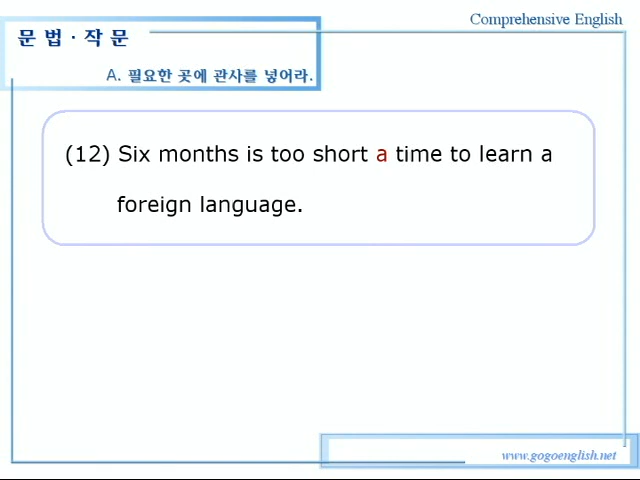 Comprehensive English
문 법 · 작 문
A. 필요한 곳에 관사를 넣어라.
(12) Six months is too short a time to learn a
foreign language.
www.gogoenglish.net